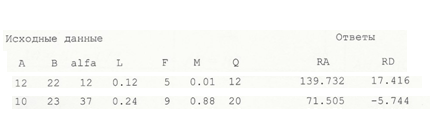 Исходные данные Ответы
A B alfa L F M Q RA RD
12 22 12 0.12 5 0.01 12 139.732 17.416
10 23 37 0.24 9 0.88 20 71.505 -5.744